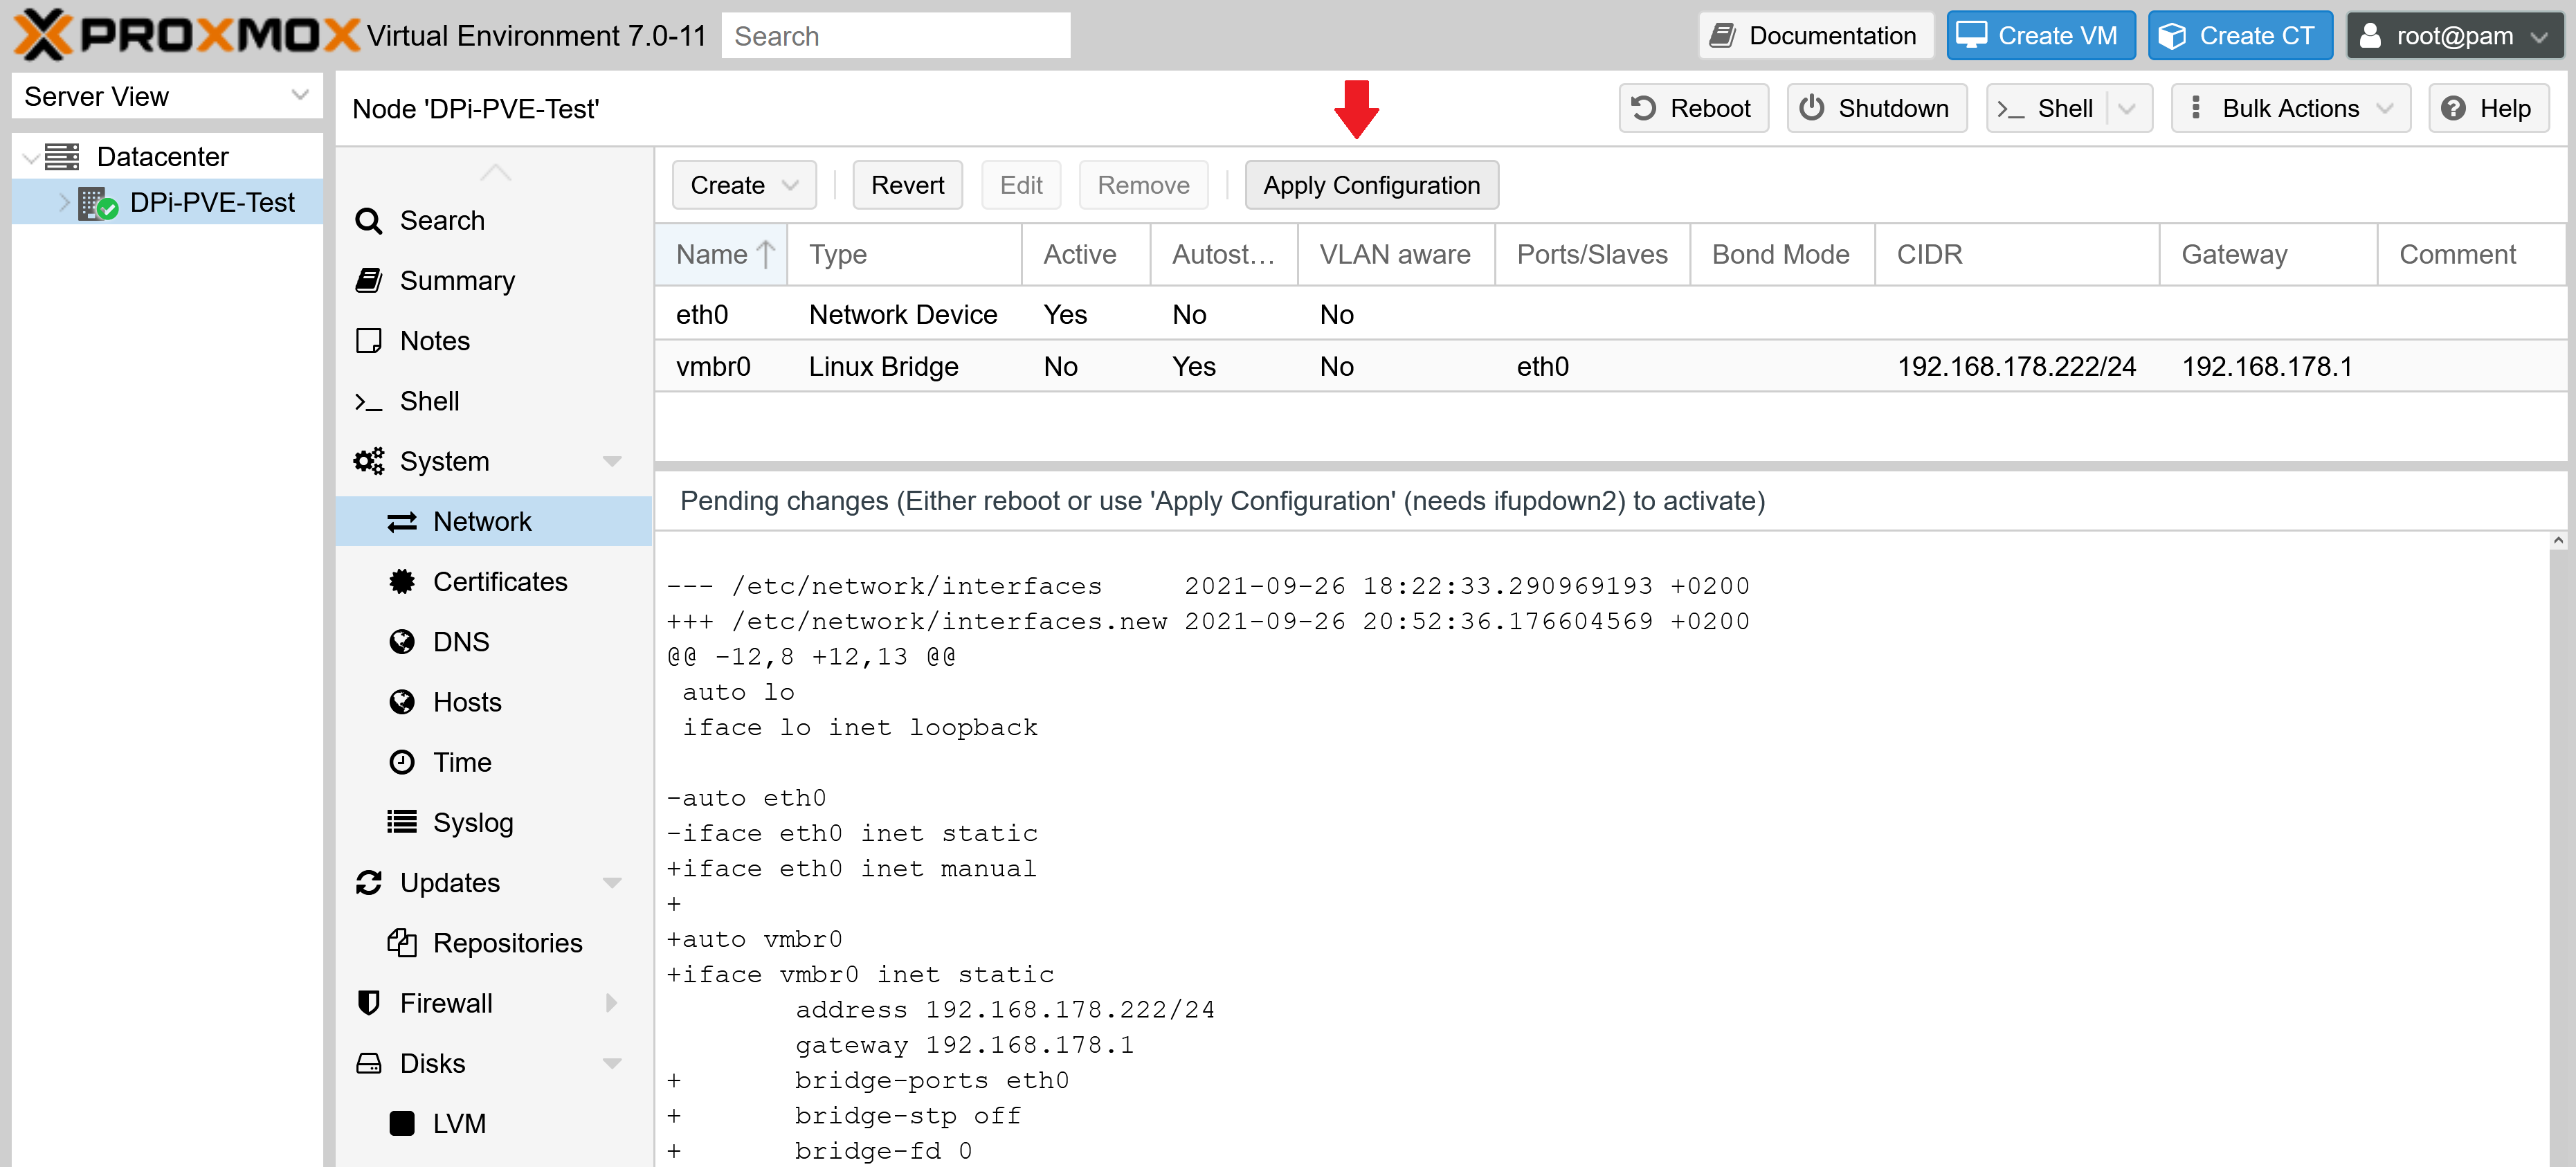 PROXMOX Virtual Environment 7.0-11 Search Documentation Create VM Create CT root@pam
Server View
Datacenter
DPi-PVE-Test
Node 'DPi-PVE-Test' Reboot Shutdown >_ Shell Bulk Actions Help
Search
Summary
Notes
>_ Shell
System
Network
Certificates
DNS
Hosts
Time
Syslog
Updates
Repositories
Firewall
Disks
LVM
Create Revert Edit Remove Apply Configuration
Name Type Active Autost... VLAN aware Ports/Slaves Bond Mode CIDR Gateway Comment
eth0 Network Device Yes No No
vmbr0 Linux Bridge No Yes No eth0 192.168.178.222/24 192.168.178.1
Pending changes (Either reboot or use 'Apply Configuration' (needs ifupdown2) to activate)
--- /etc/network/interfaces 2021-09-26 18:22:33.290969193 +0200
+++ /etc/network/interfaces.new 2021-09-26 20:52:36.176604569 +0200
@@ -12,8 +12,13 @@
auto lo
iface lo inet loopback
-auto eth0
-iface eth0 inet static
+iface eth0 inet manual
+
+auto vmbr0
+iface vmbr0 inet static
address 192.168.178.222/24
gateway 192.168.178.1
+ bridge-ports eth0
+ bridge-stp off
+ bridge-fd 0